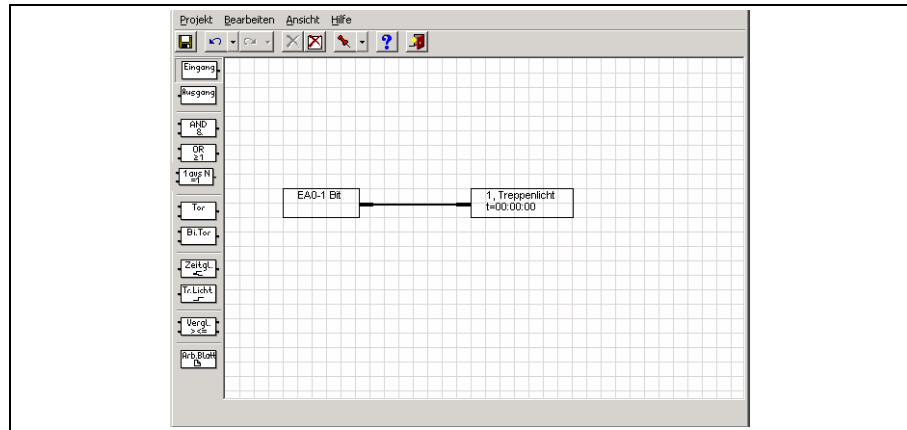 Projekt Bearbeiten Ansicht Hilfe
?
Eingang
Ausgang
AND
&
OR
≥1
1 aus N
=1
Tor
Bi.Tor
Zeitgl.
Tr.Licht
Vergl.
><=
Arb.Blatt
EA0-1 Bit
1, Treppenlicht
t=00:00:00